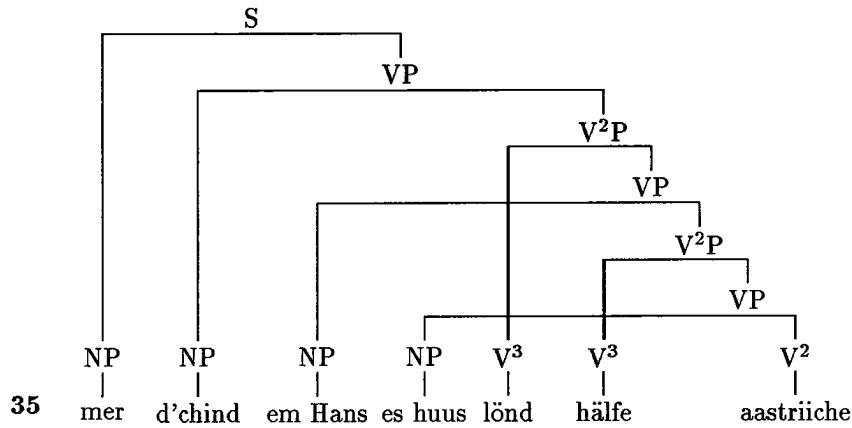 S
VP
V²P
VP
V²P
VP
NP NP NP NP V³ V³ V²
35 mer d'chind em Hans es huus lönd hälfe aastriiche